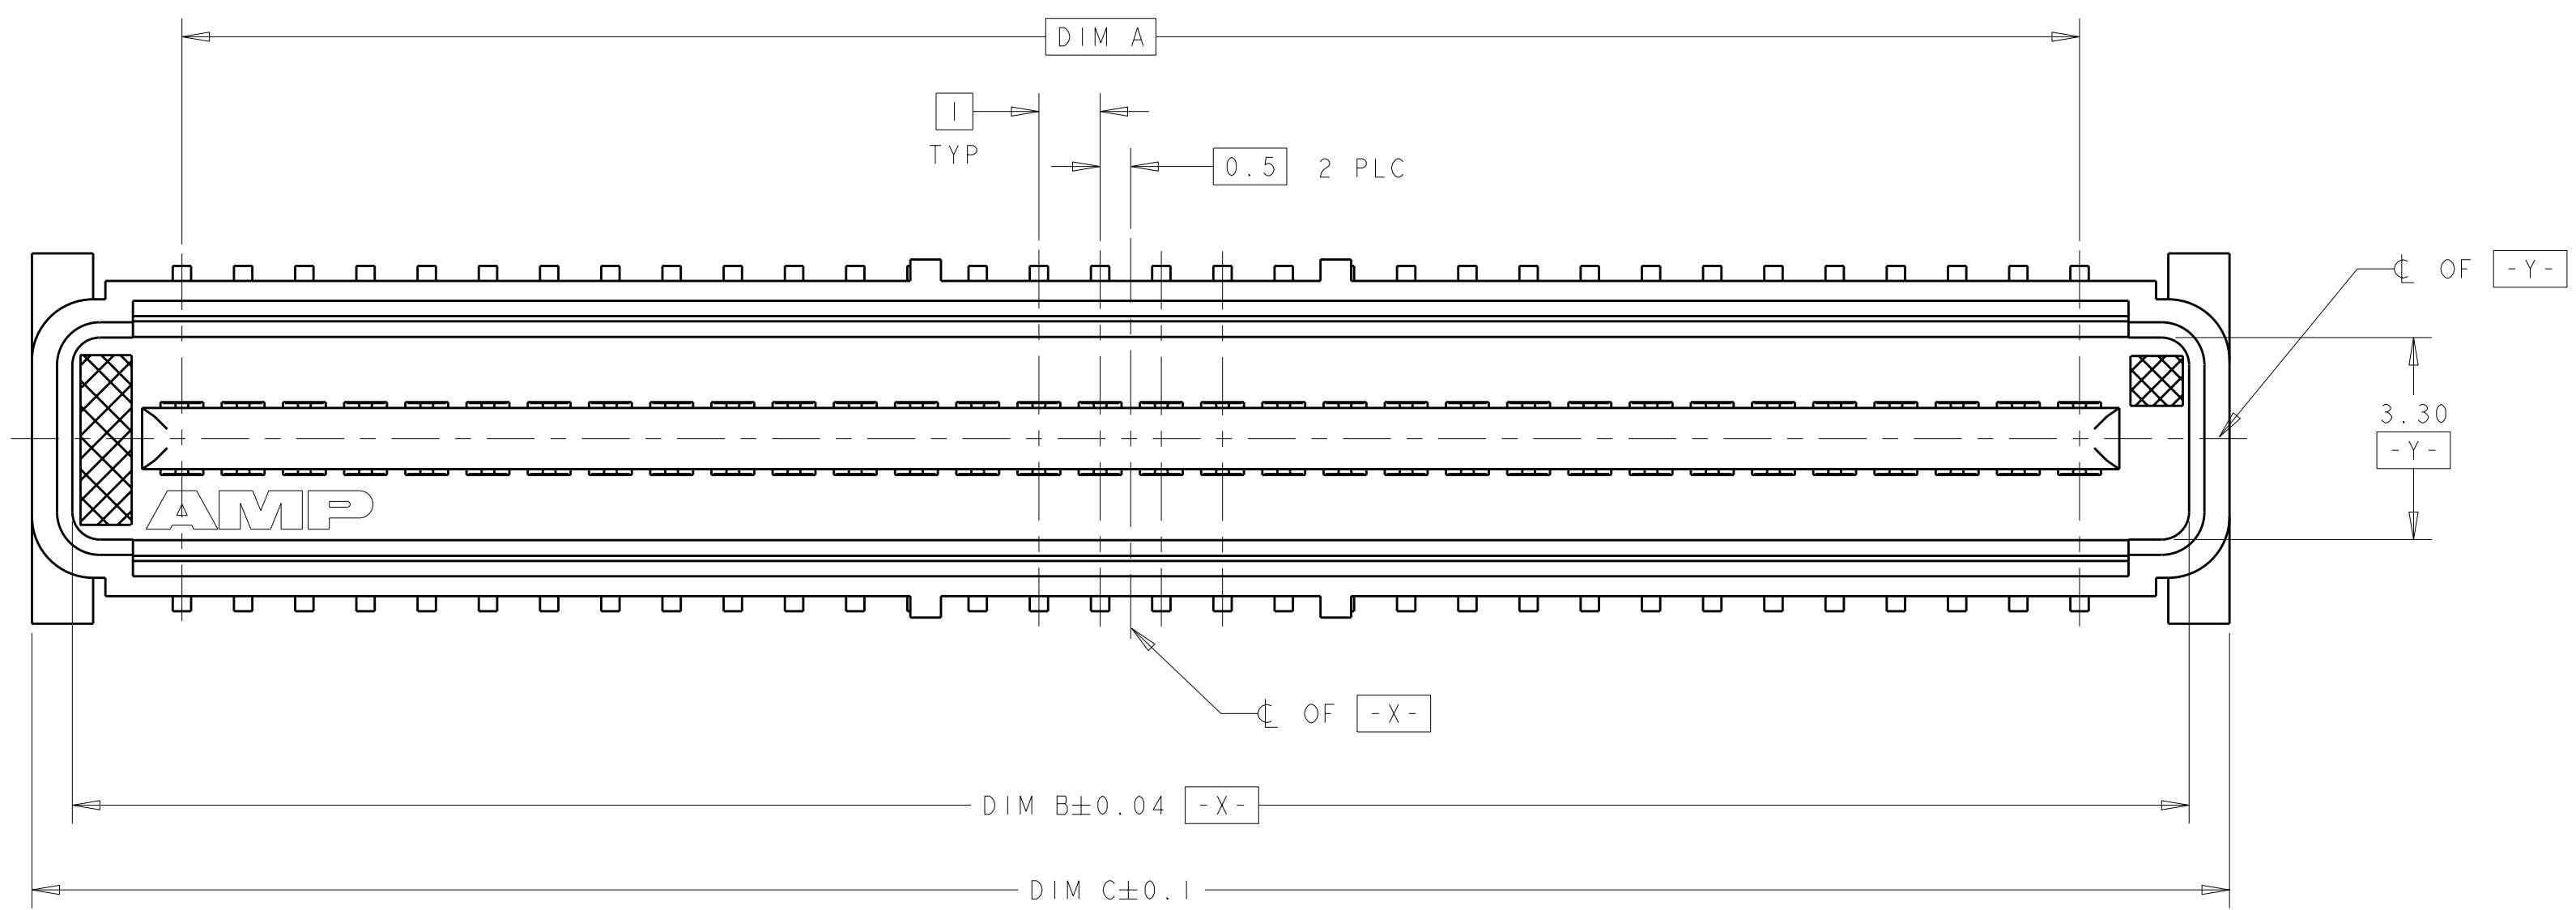 DIM A
1
TYP
0.5 2 PLC
℄ OF -Y-
3.30
-Y-
AMP
℄ OF -X-
DIM B±0.04 -X-
DIM C±0.1